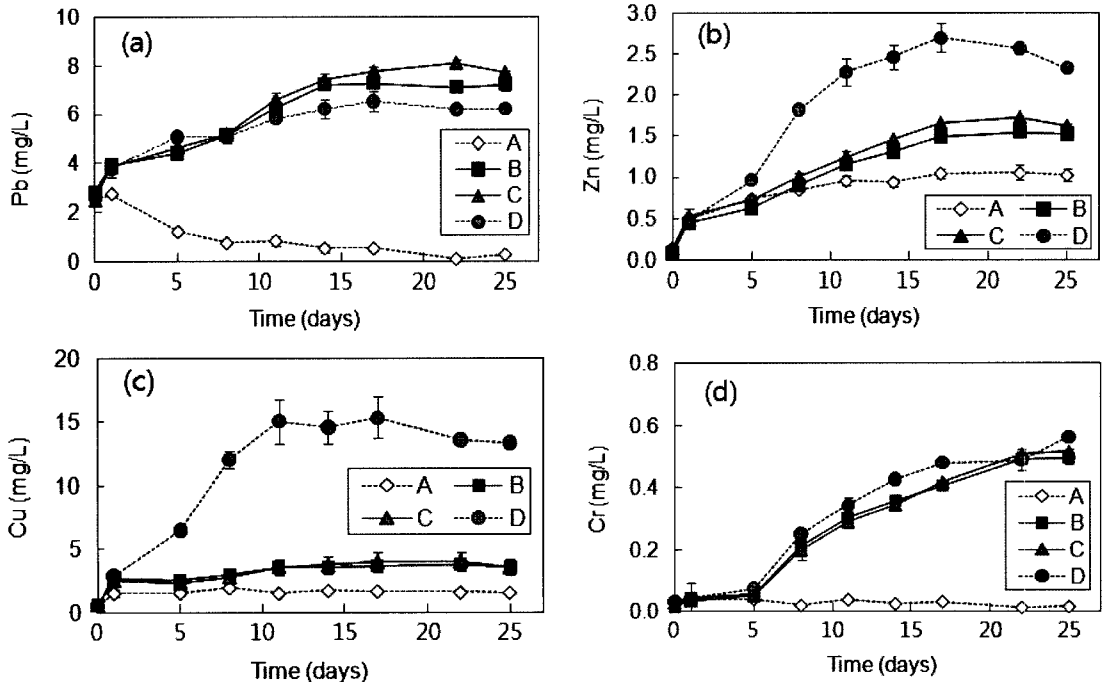 (a)
Pb (mg/L)
10
8
6
4
2
0
0 5 10 15 20 25
Time (days)
A
B
C
D
(b)
Zn (mg/L)
3.0
2.5
2.0
1.5
1.0
0.5
0.0
0 5 10 15 20 25
Time (days)
A B
C D
(c)
Cu (mg/L)
20
15
10
5
0
0 5 10 15 20 25
Time (days)
A B
C D
(d)
Cr (mg/L)
0.8
0.6
0.4
0.2
0.0
0 5 10 15 20 25
Time (days)
A
B
C
D